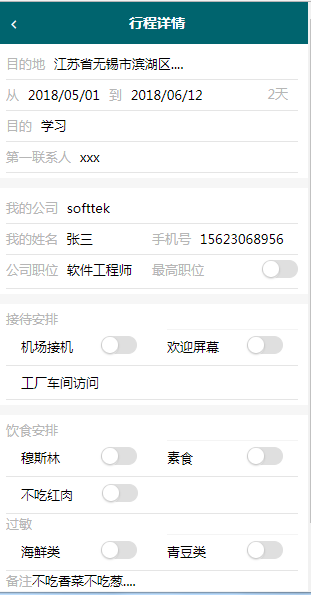 行程详情
目的地 江苏省无锡市滨湖区....
从 2018/05/01 到 2018/06/12 2天
目的 学习
第一联系人 xxx
我的公司 softtek
我的姓名 张三 手机号 15623068956
公司职位 软件工程师 最高职位
接待安排
机场接机 欢迎屏幕
工厂车间访问
饮食安排
穆斯林 素食
不吃红肉
过敏
海鲜类 青豆类
备注不吃香菜不吃葱....